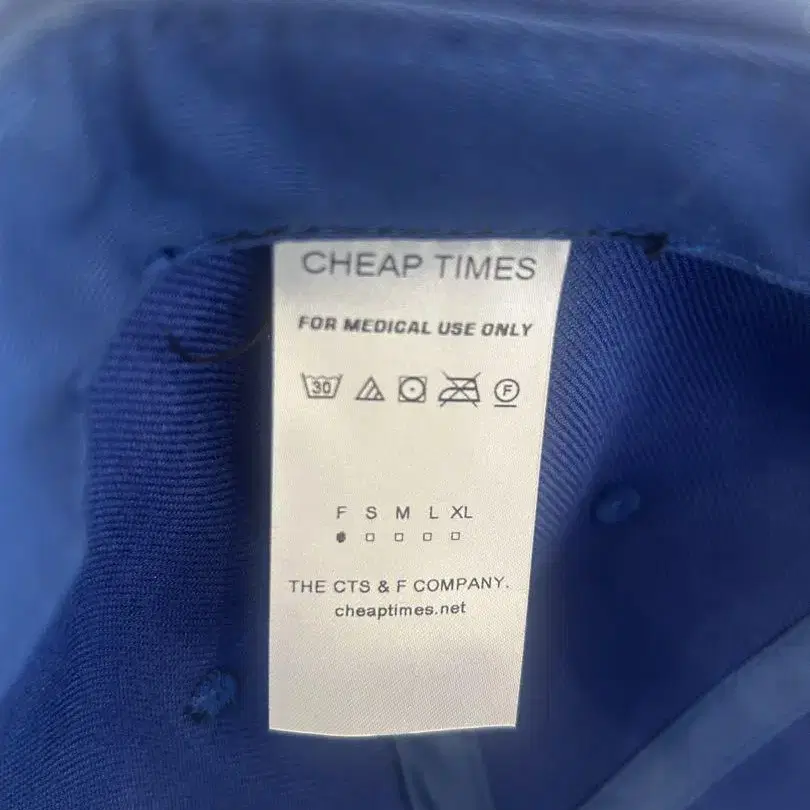 CHEAP TIMES
FOR MEDICAL USE ONLY
30 F
F S M L XL
THE CTS & F COMPANY.
cheaptimes.net